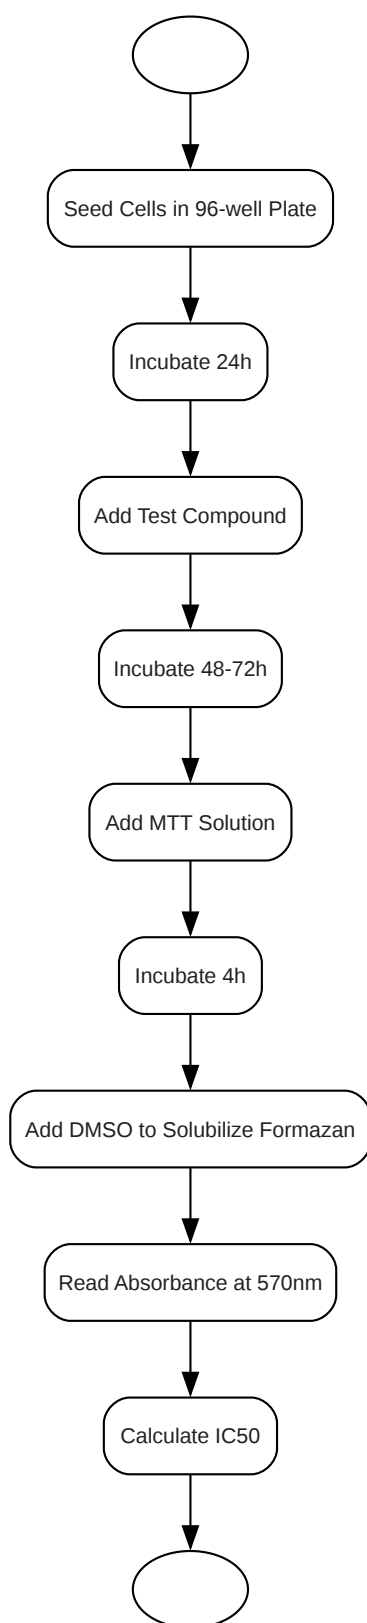 Seed Cells in 96-well Plate
Incubate 24h
Add Test Compound
Incubate 48-72h
Add MTT Solution
Incubate 4h
Add DMSO to Solubilize Formazan
Read Absorbance at 570nm
Calculate IC50